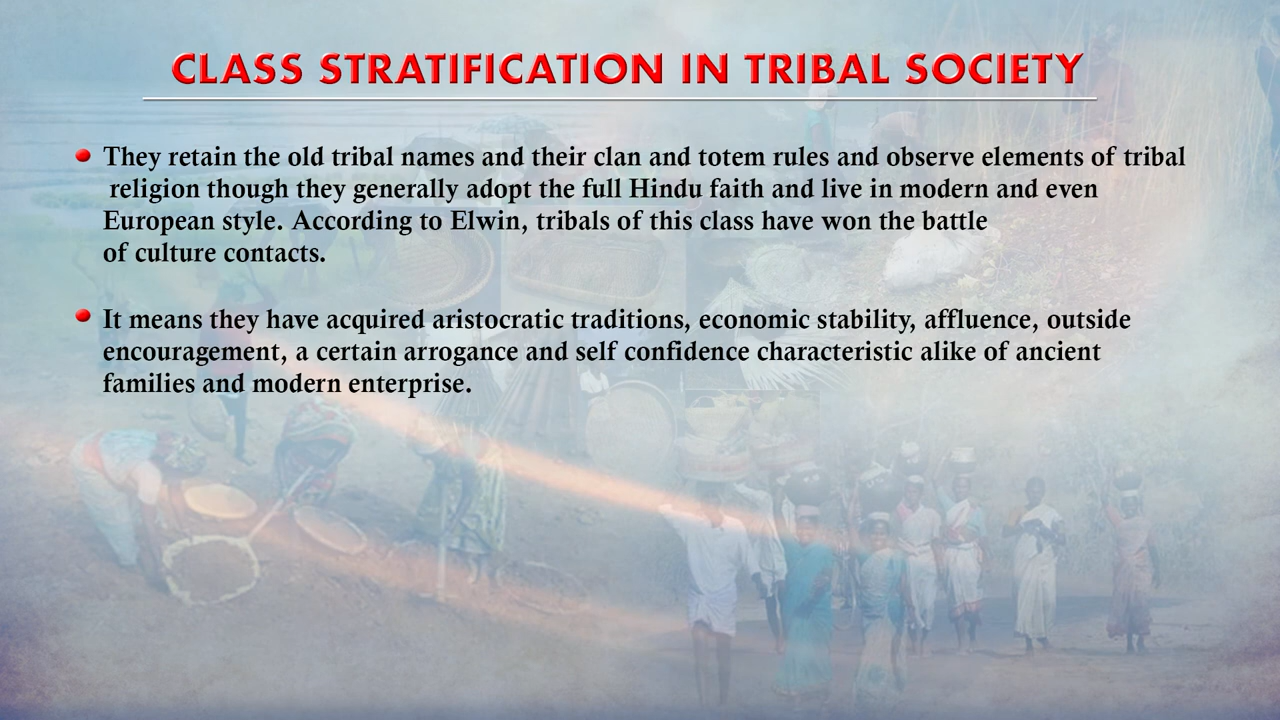 CLASS STRATIFICATION IN TRIBAL SOCIETY
They retain the old tribal names and their clan and totem rules and observe elements of tribal
religion though they generally adopt the full Hindu faith and live in modern and even
European style. According to Elwin, tribals of this class have won the battle
of culture contacts.
It means they have acquired aristocratic traditions, economic stability, affluence, outside
encouragement, a certain arrogance and self confidence characteristic alike of ancient
families and modern enterprise.